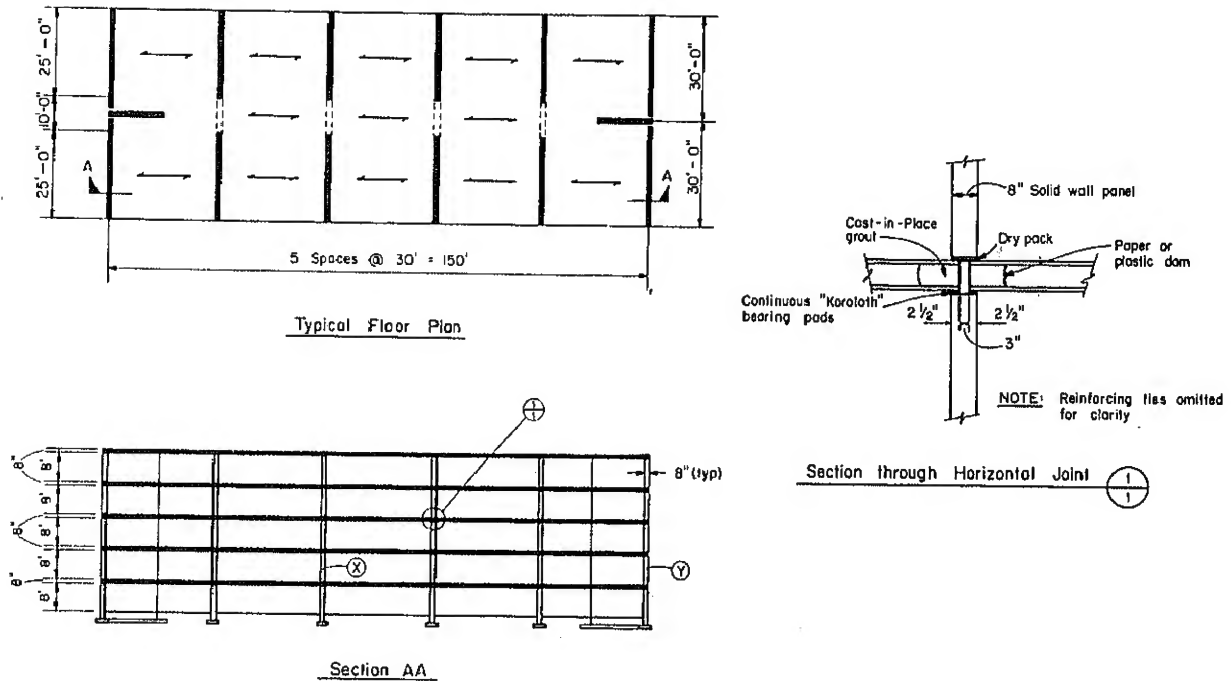 25'-0"
10'-0"
25'-0"
30'-0"
30'-0"
A
A
5 Spaces @ 30' = 150'
Typical Floor Plan
8" Solid wall panel
Cast-in-Place
grout
Dry pack
Paper or
plastic dam
Continuous "Koroloth"
bearing pads
2 ½"
2 ½"
3"
NOTE: Reinforcing ties omitted
for clarity
Section through Horizontal Joint
1
1
1
1
8"
8'
8'
8"
8'
8'
8"
8'
8" (typ)
X
Y
Section AA